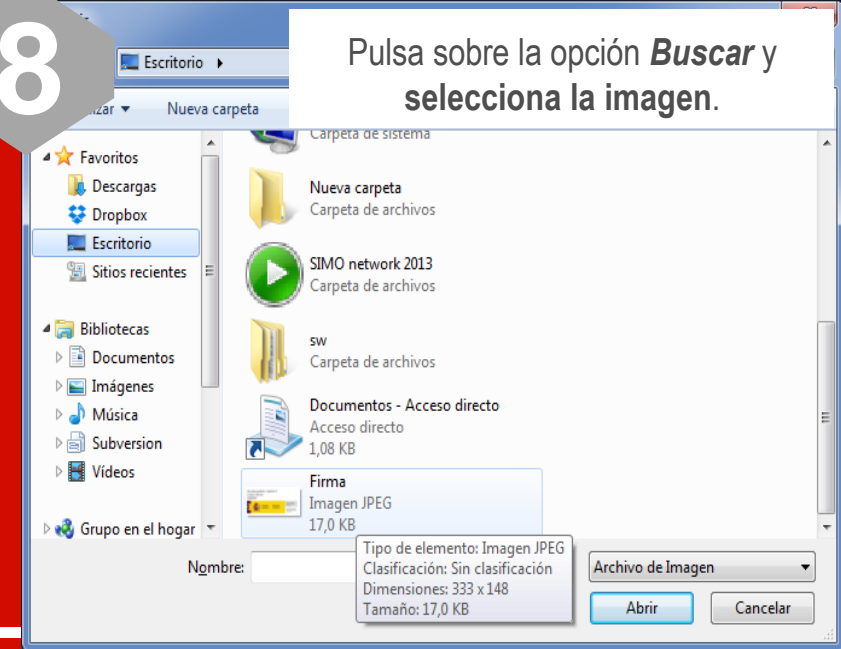 8
Pulsa sobre la opción Buscar y
selecciona la imagen.
Escritorio
Nueva carpeta
Favoritos
Descargas
Dropbox
Escritorio
Sitios recientes
Bibliotecas
Documentos
Imágenes
Música
Subversion
Vídeos
Grupo en el hogar
Carpeta de sistema
Nueva carpeta
Carpeta de archivos
SIMO network 2013
Carpeta de archivos
sw
Carpeta de archivos
Documentos - Acceso directo
Acceso directo
1,08 KB
Firma
Imagen JPEG
17,0 KB
Tipo de elemento: Imagen JPEG
Clasificación: Sin clasificación
Dimensiones: 333 x 148
Tamaño: 17,0 KB
Nombre:
Archivo de Imagen
Abrir
Cancelar